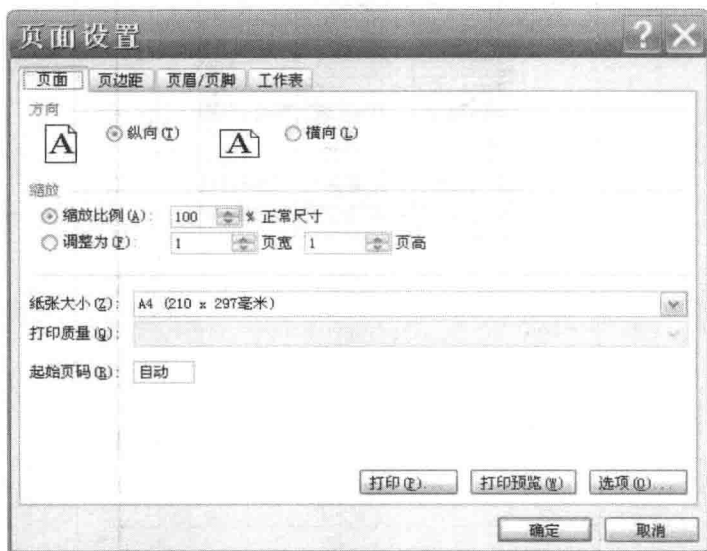 页面设置
页面 页边距 页眉/页脚 工作表
方向
A 纵向(T) A 横向(L)
缩放
缩放比例(A): 100 % 正常尺寸
调整为(F): 1 页宽 1 页高
纸张大小(Z): A4 (210 x 297毫米)
打印质量(Q):
起始页码(R): 自动
打印(P)... 打印预览(W) 选项(O)...
确定 取消